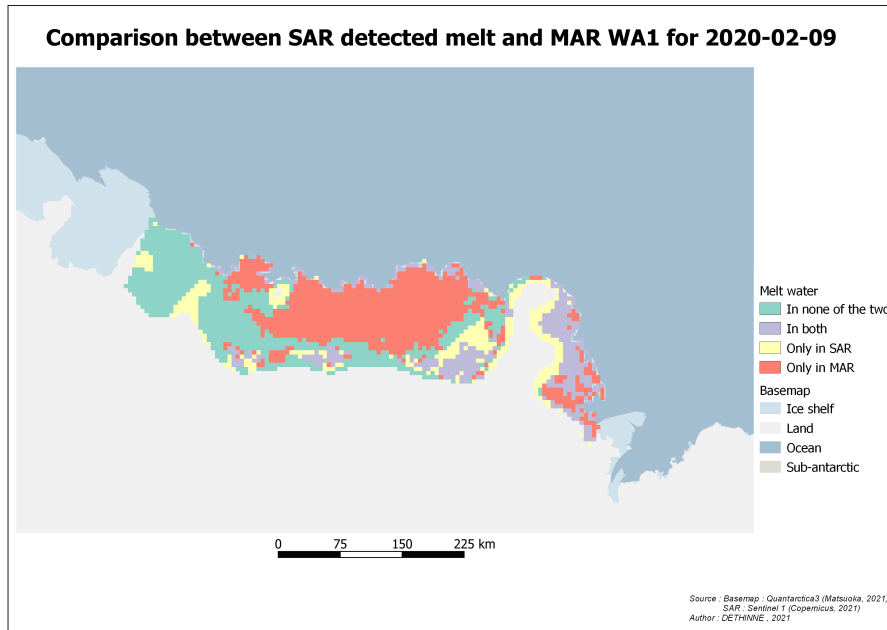 Comparison between SAR detected melt and MAR WA1 for 2020-02-09
Melt water
In none of the two
In both
Only in SAR
Only in MAR
Basemap
Ice shelf
Land
Ocean
Sub-antarctic
0 75 150 225 km
Source : Basemap : Quantarctica3 (Matsuoka, 2021)
SAR : Sentinel 1 (Copernicus, 2021)
Author : DETHINNE , 2021